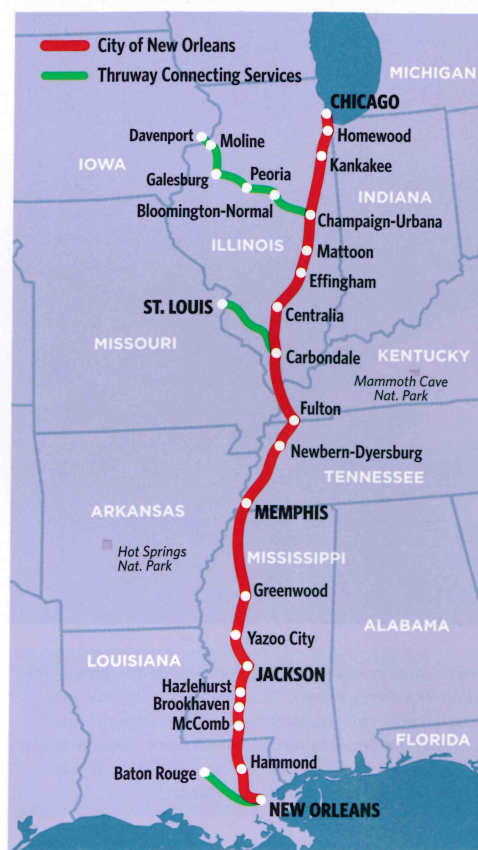 City of New Orleans
Thruway Connecting Services
MICHIGAN
CHICAGO
Davenport
Moline
Homewood
IOWA
Galesburg
Peoria
Kankakee
Bloomington-Normal
INDIANA
Champaign-Urbana
ILLINOIS
Mattoon
Effingham
ST. LOUIS
Centralia
MISSOURI
Carbondale
KENTUCKY
Mammoth Cave
Nat. Park
Fulton
Newbern-Dyersburg
TENNESSEE
ARKANSAS
MEMPHIS
Hot Springs
Nat. Park
MISSISSIPPI
Greenwood
ALABAMA
Yazoo City
LOUISIANA
JACKSON
Hazlehurst
Brookhaven
McComb
FLORIDA
Hammond
Baton Rouge
NEW ORLEANS